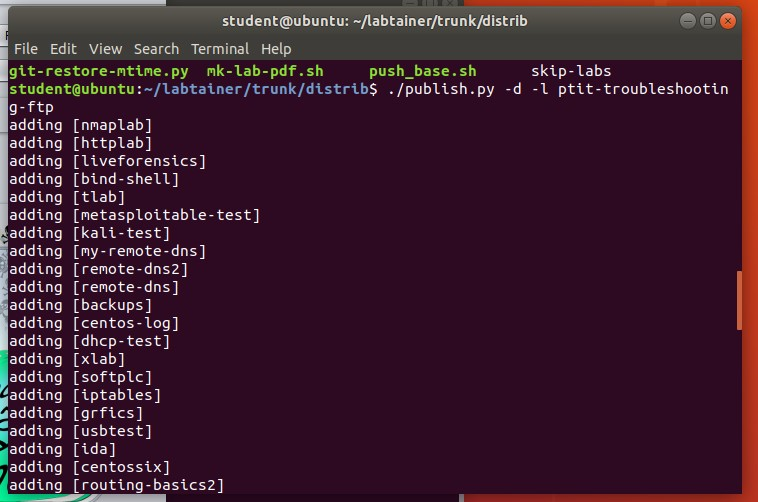 student@ubuntu: ~/labtainer/trunk/distrib
File Edit View Search Terminal Help
git-restore-mtime.py mk-lab-pdf.sh push_base.sh skip-labs
student@ubuntu:~/labtainer/trunk/distrib$ ./publish.py -d -l ptit-troubleshootin
g-ftp
adding [nmaplab]
adding [httplab]
adding [liveforensics]
adding [bind-shell]
adding [tlab]
adding [metasploitable-test]
adding [kali-test]
adding [my-remote-dns]
adding [remote-dns2]
adding [remote-dns]
adding [backups]
adding [centos-log]
adding [dhcp-test]
adding [xlab]
adding [softplc]
adding [iptables]
adding [grfics]
adding [usbtest]
adding [ida]
adding [centossix]
adding [routing-basics2]